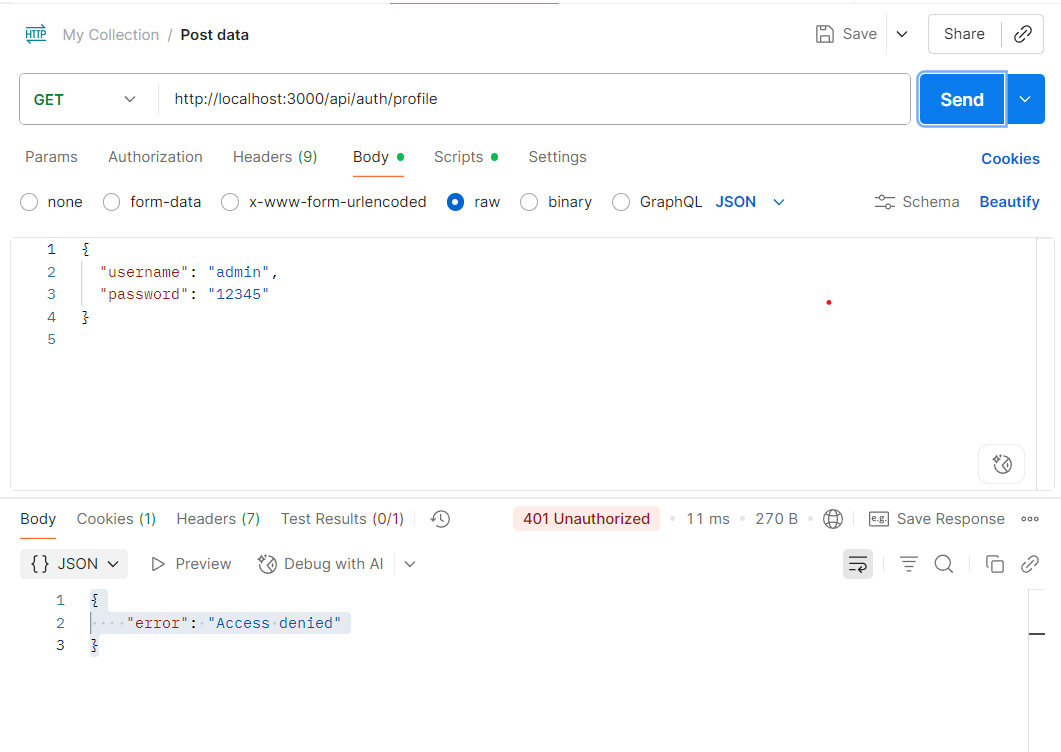 HTTP My Collection / Post data Save Share
GET http://localhost:3000/api/auth/profile Send
Params Authorization Headers (9) Body Scripts Settings Cookies
none form-data x-www-form-urlencoded raw binary GraphQL JSON Schema Beautify
1 {
2 "username": "admin",
3 "password": "12345"
4 }
5
Body Cookies (1) Headers (7) Test Results (0/1) 401 Unauthorized • 11 ms • 270 B • e.g. Save Response
{} JSON Preview Debug with AI
1 {
2 ····"error":·"Access·denied"
3 }